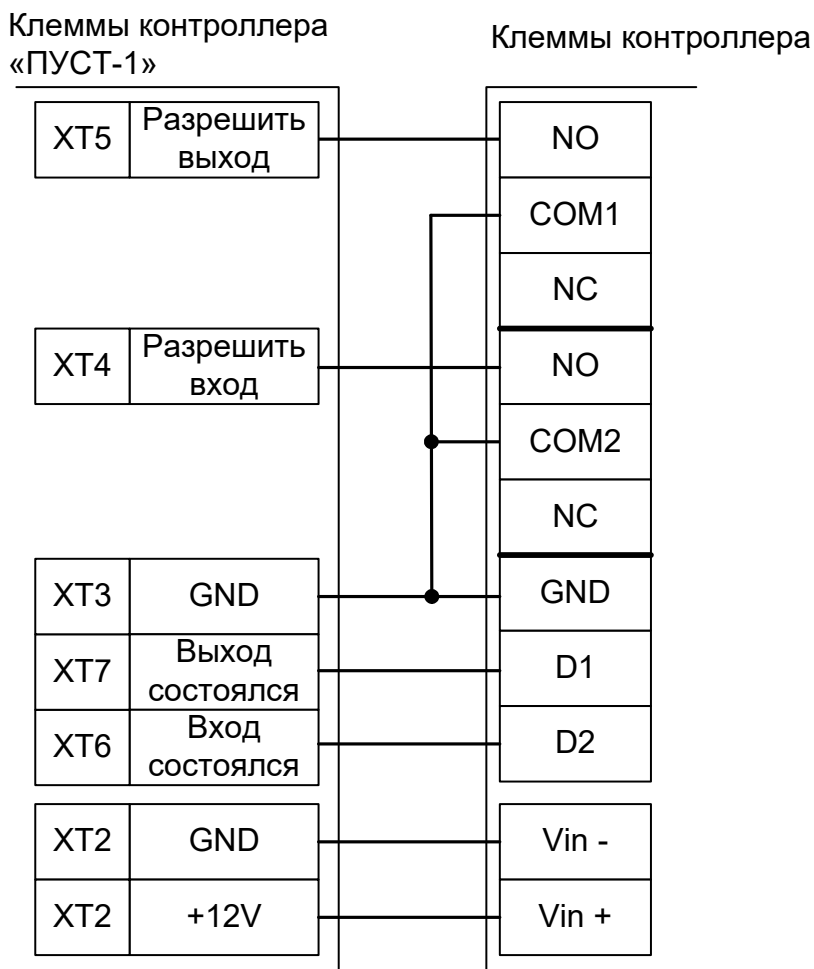 Клеммы контроллера
«ПУСТ-1»
Клеммы контроллера
XT5
Разрешить
выход
NO
COM1
NC
XT4
Разрешить
вход
NO
COM2
NC
XT3
GND
GND
XT7
Выход
состоялся
D1
XT6
Вход
состоялся
D2
XT2
GND
Vin -
XT2
+12V
Vin +